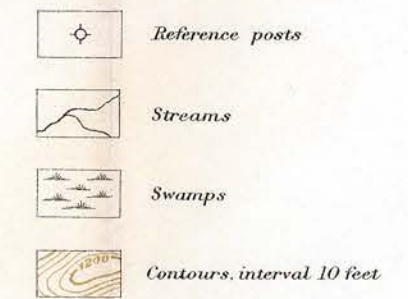 Reference posts
Streams
Swamps
1200
Contours, interval 10 feet